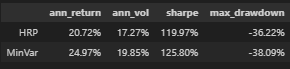 ann_return ann_vol sharpe max_drawdown
HRP 20.72% 17.27% 119.97% -36.22%
MinVar 24.97% 19.85% 125.80% -38.09%